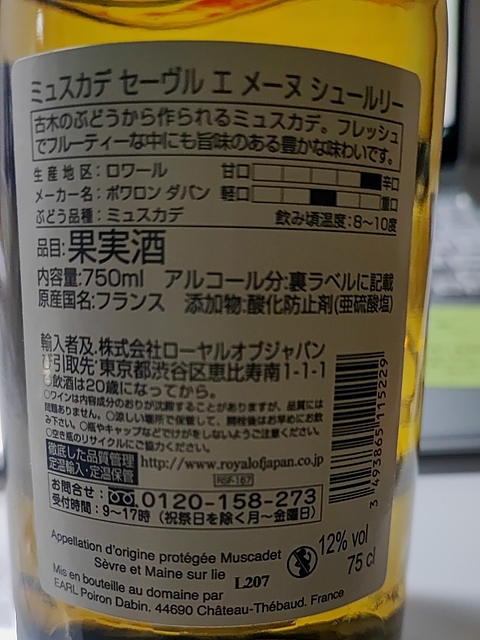 ミュスカデ セーヴル エ メーヌ シュールリー
古木のぶどうから作られるミュスカデ。フレッシュ
でフルーティーな中にも旨味のある豊かな味わいです。
生産地区:ロワール 甘口 辛口
メーカー名:ポワロン ダバン 軽口 重口
ぶどう品種:ミュスカデ 飲み頃温度:8~10度
品目:果実酒
内容量:750ml アルコール分:裏ラベルに記載
原産国名:フランス 添加物:酸化防止剤(亜硫酸塩)
輸入者及 株式会社ローヤルオブジャパン
び引取先:東京都渋谷区恵比寿南1-1-1
○飲酒は20歳になってから。
○ワインは内容成分のおりが沈殿することがありますが、品質には
問題ありません。○涼しい場所で保管して、開栓後はお早めにお飲
み下さい。○瓶やキャップなどでけがをしないようご注意ください。
○空き瓶のリサイクルにご協力ください。
徹底した品質管理
定温輸入・定温保管 http://www.royalofjapan.co.jp
RSF-167
お問合せ: 0120-158-273
受付時間:9~17時(祝祭日を除く月~金曜日)
3 493865 115229
Appellation d'origine protégée Muscadet
Sèvre et Maine sur lie L207
Mis en bouteille au domaine par
EARL Poiron Dabin. 44690 Château-Thébaud. France
12% vol
75 cl